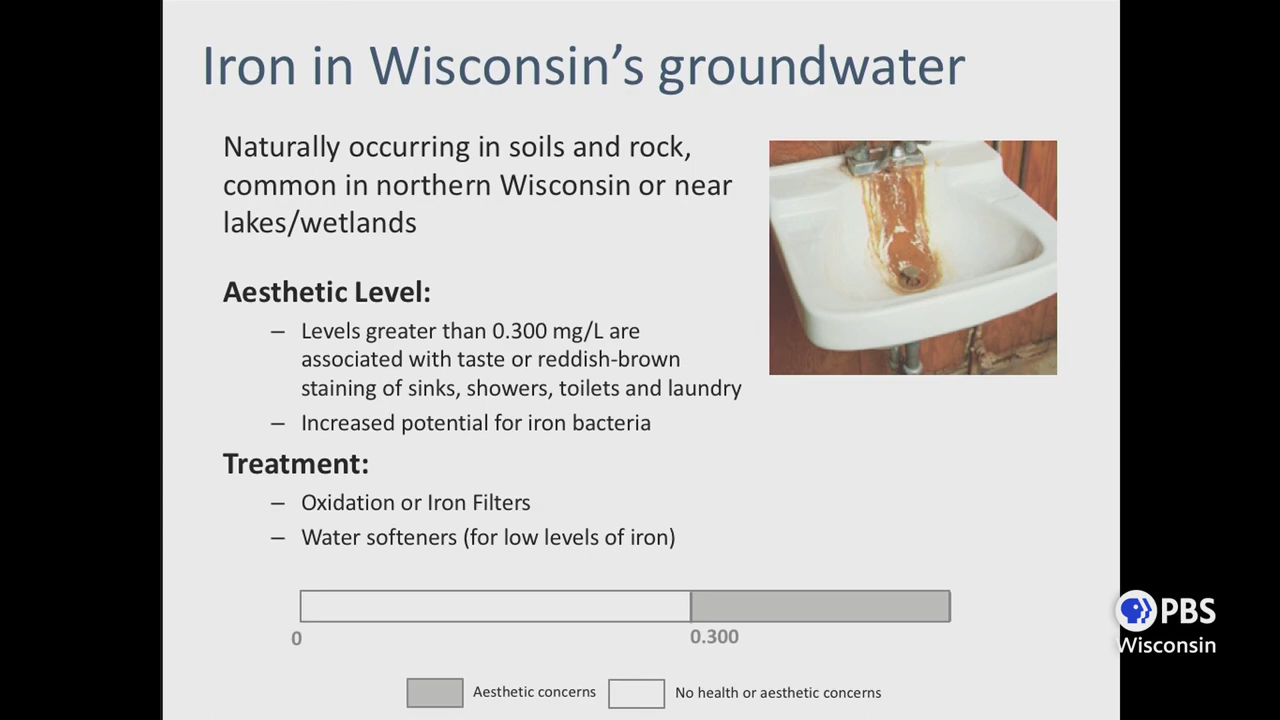 Iron in Wisconsin’s groundwater
Naturally occurring in soils and rock,
common in northern Wisconsin or near
lakes/wetlands
Aesthetic Level:
– Levels greater than 0.300 mg/L are
associated with taste or reddish-brown
staining of sinks, showers, toilets and laundry
– Increased potential for iron bacteria
Treatment:
– Oxidation or Iron Filters
– Water softeners (for low levels of iron)
0
0.300
Aesthetic concerns
No health or aesthetic concerns
PBS
Wisconsin